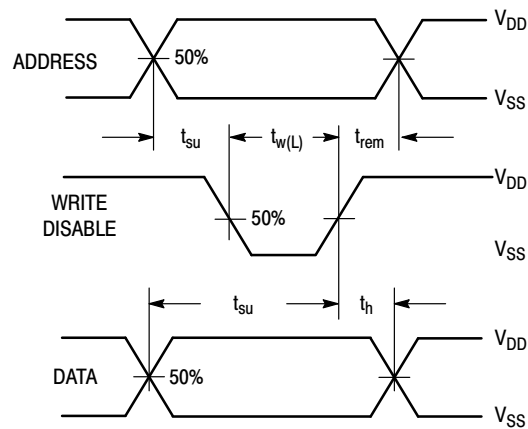 V_DD
ADDRESS
50%
V_SS
t_su
t_w(L)
t_rem
V_DD
WRITE
DISABLE
50%
V_SS
t_su
t_h
V_DD
DATA
50%
V_SS